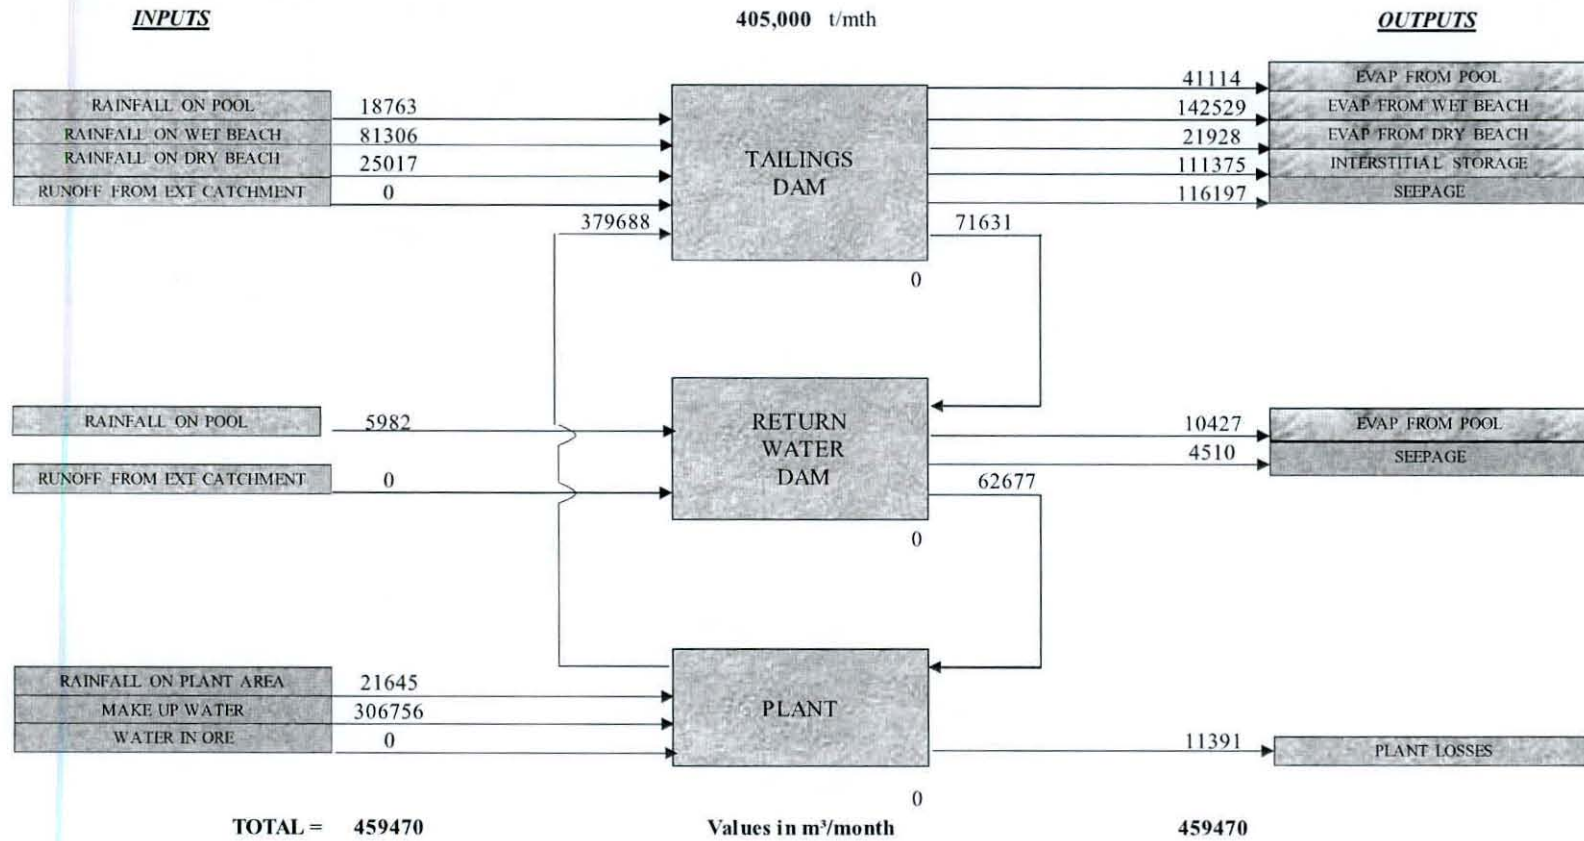 INPUTS
405,000 t/mth
OUTPUTS
RAINFALL ON POOL 18763
RAINFALL ON WET BEACH 81306
RAINFALL ON DRY BEACH 25017
RUNOFF FROM EXT CATCHMENT 0
379688
TAILINGS
DAM
0
41114 EVAP FROM POOL
142529 EVAP FROM WET BEACH
21928 EVAP FROM DRY BEACH
111375 INTERSTITIAL STORAGE
116197 SEEPAGE
71631
RAINFALL ON POOL 5982
RUNOFF FROM EXT CATCHMENT 0
RETURN
WATER
DAM
0
10427 EVAP FROM POOL
4510 SEEPAGE
62677
RAINFALL ON PLANT AREA 21645
MAKE UP WATER 306756
WATER IN ORE 0
PLANT
0
11391 PLANT LOSSES
TOTAL = 459470
Values in m³/month
459470